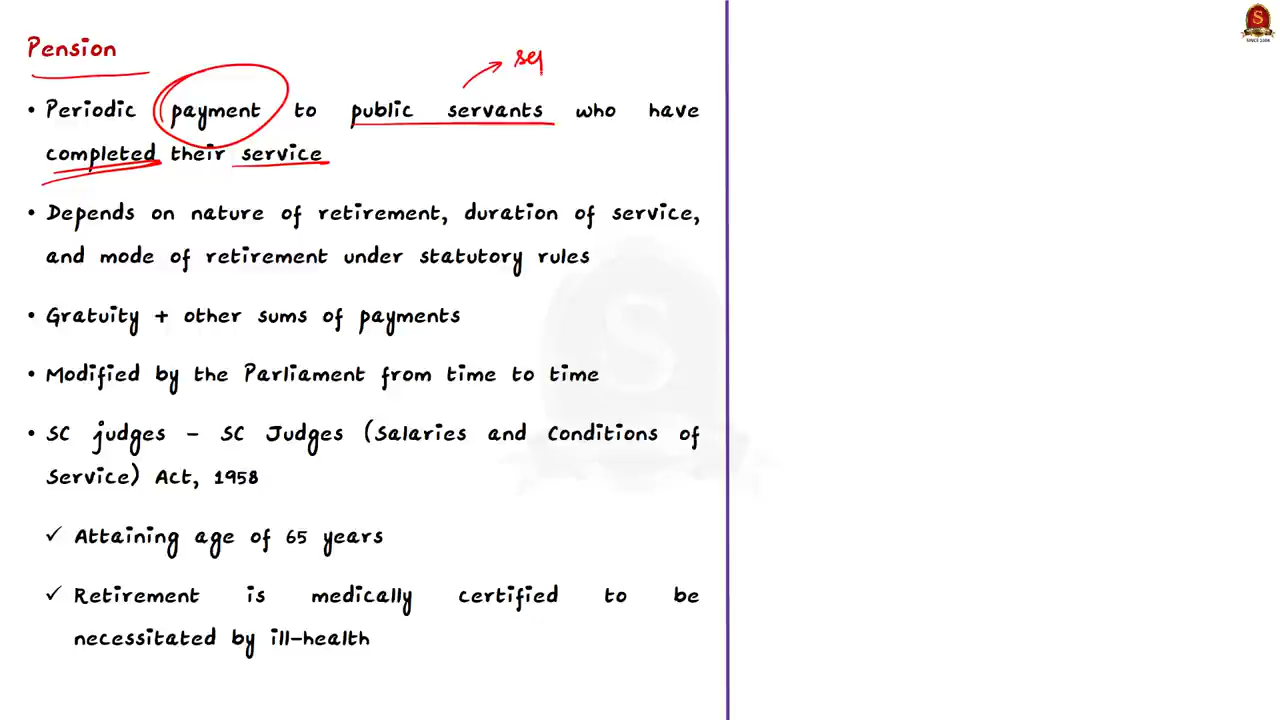 Pension
seq
• Periodic payment to public servants who have
completed their service
• Depends on nature of retirement, duration of service,
and mode of retirement under statutory rules
• Gratuity + other sums of payments
• Modified by the Parliament from time to time
• SC judges - SC Judges (Salaries and Conditions of
Service) Act, 1958
✓ Attaining age of 65 years
✓ Retirement is medically certified to be
necessitated by ill-health
S